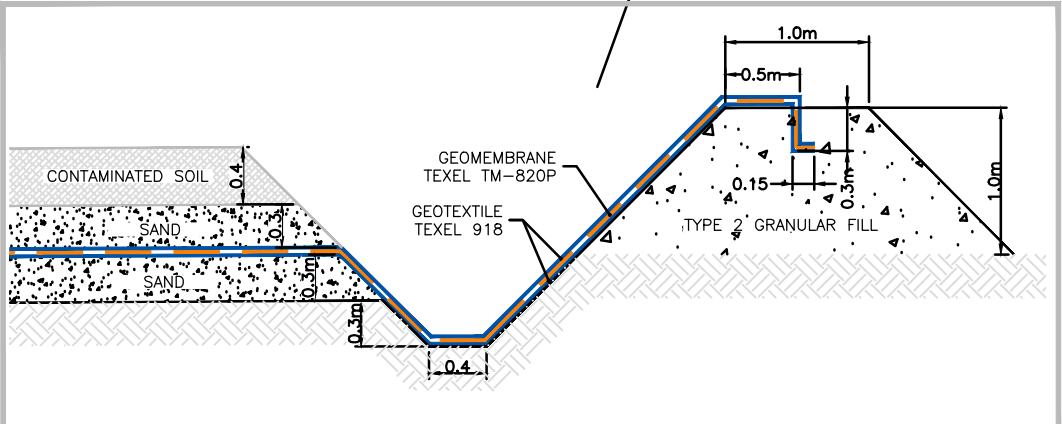 1.0m
0.5m
GEOMEMBRANE
TEXEL TM-820P
CONTAMINATED SOIL
0.4
1.0m
0.15
0.3m
GEOTEXTILE
TEXEL 918
0.3
SAND
TYPE 2 GRANULAR FILL
SAND
0.3m
0.3m
0.4